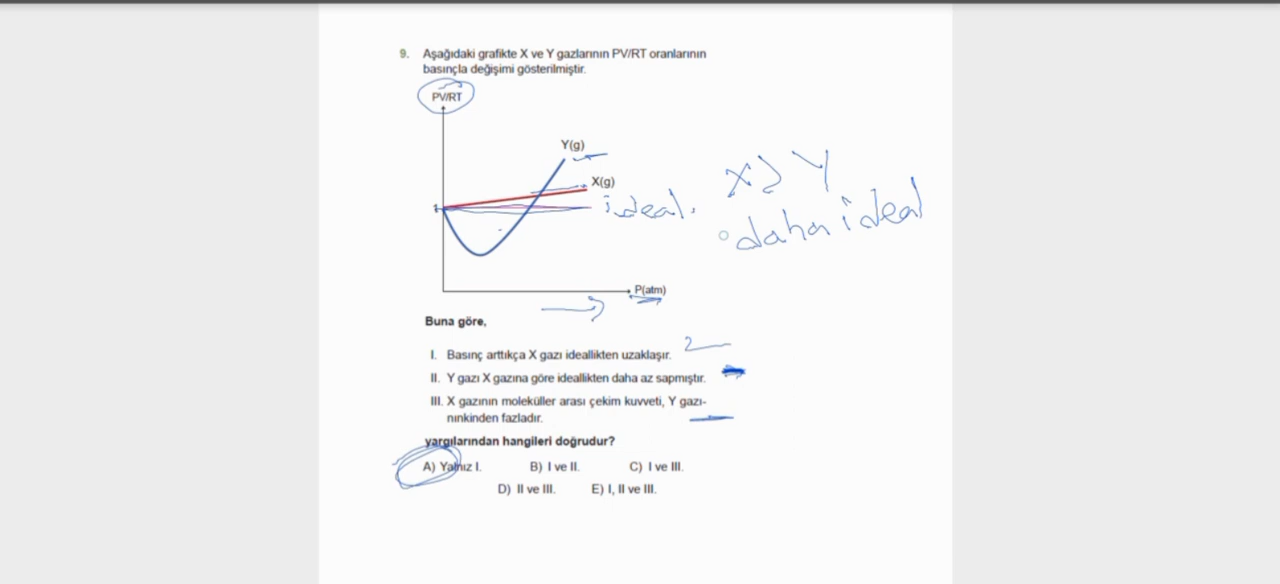 9. Aşağıdaki grafikte X ve Y gazlarının PV/RT oranlarının
basınçla değişimi gösterilmiştir.
PV/RT
Y(g)
X(g)
ideal.
X > Y
daha ideal
P(atm)
Buna göre,
I. Basınç arttıkça X gazı ideallikten uzaklaşır.
II. Y gazı X gazına göre ideallikten daha az sapmıştır.
III. X gazının moleküller arası çekim kuvveti, Y gazı-
nınkinden fazladır.
yargılarından hangileri doğrudur?
A) Yalnız I. B) I ve II. C) I ve III.
D) II ve III. E) I, II ve III.